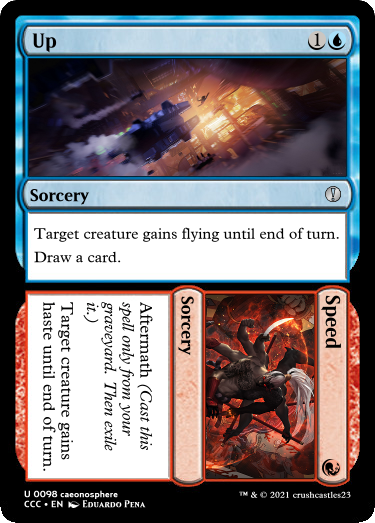 Up
1
Sorcery
Target creature gains flying until end of turn.
Draw a card.
Speed
Sorcery
Aftermath (Cast this
spell only from your
graveyard. Then exile
it.)
Target creature gains
haste until end of turn.
U 0098 caeonosphere
CCC • EN Eduardo Pena
™ & © 2021 crushcastles23